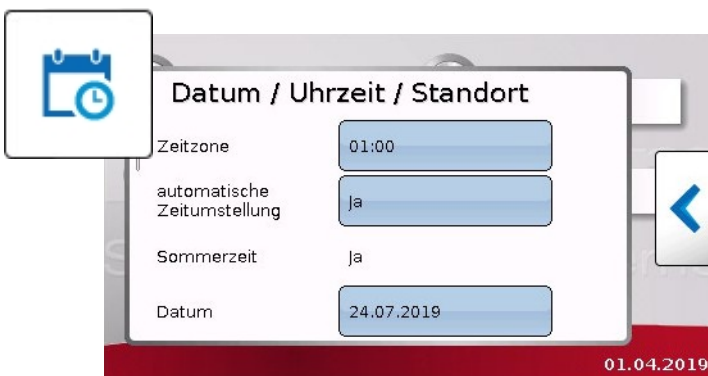 Datum / Uhrzeit / Standort
Zeitzone 01:00
automatische
Zeitumstellung Ja
Sommerzeit Ja
Datum 24.07.2019
01.04.2019